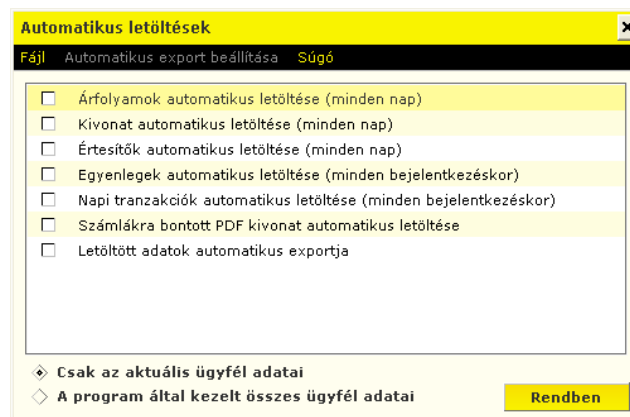 Automatikus letöltések
Fájl Automatikus export beállítása Súgó
Árfolyamok automatikus letöltése (minden nap)
Kivonat automatikus letöltése (minden nap)
Értesítők automatikus letöltése (minden nap)
Egyenlegek automatikus letöltése (minden bejelentkezéskor)
Napi tranzakciók automatikus letöltése (minden bejelentkezéskor)
Számlákra bontott PDF kivonat automatikus letöltése
Letöltött adatok automatikus exportja
Csak az aktuális ügyfél adatai
A program által kezelt összes ügyfél adatai
Rendben